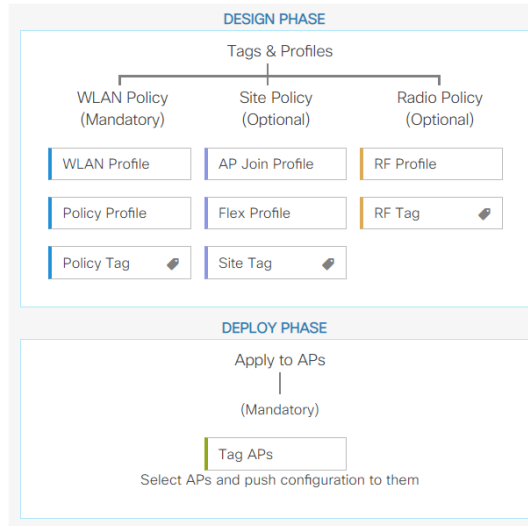 DESIGN PHASE
Tags & Profiles
WLAN Policy
(Mandatory)
Site Policy
(Optional)
Radio Policy
(Optional)
WLAN Profile
AP Join Profile
RF Profile
Policy Profile
Flex Profile
RF Tag
Policy Tag
Site Tag
DEPLOY PHASE
Apply to APs
(Mandatory)
Tag APs
Select APs and push configuration to them